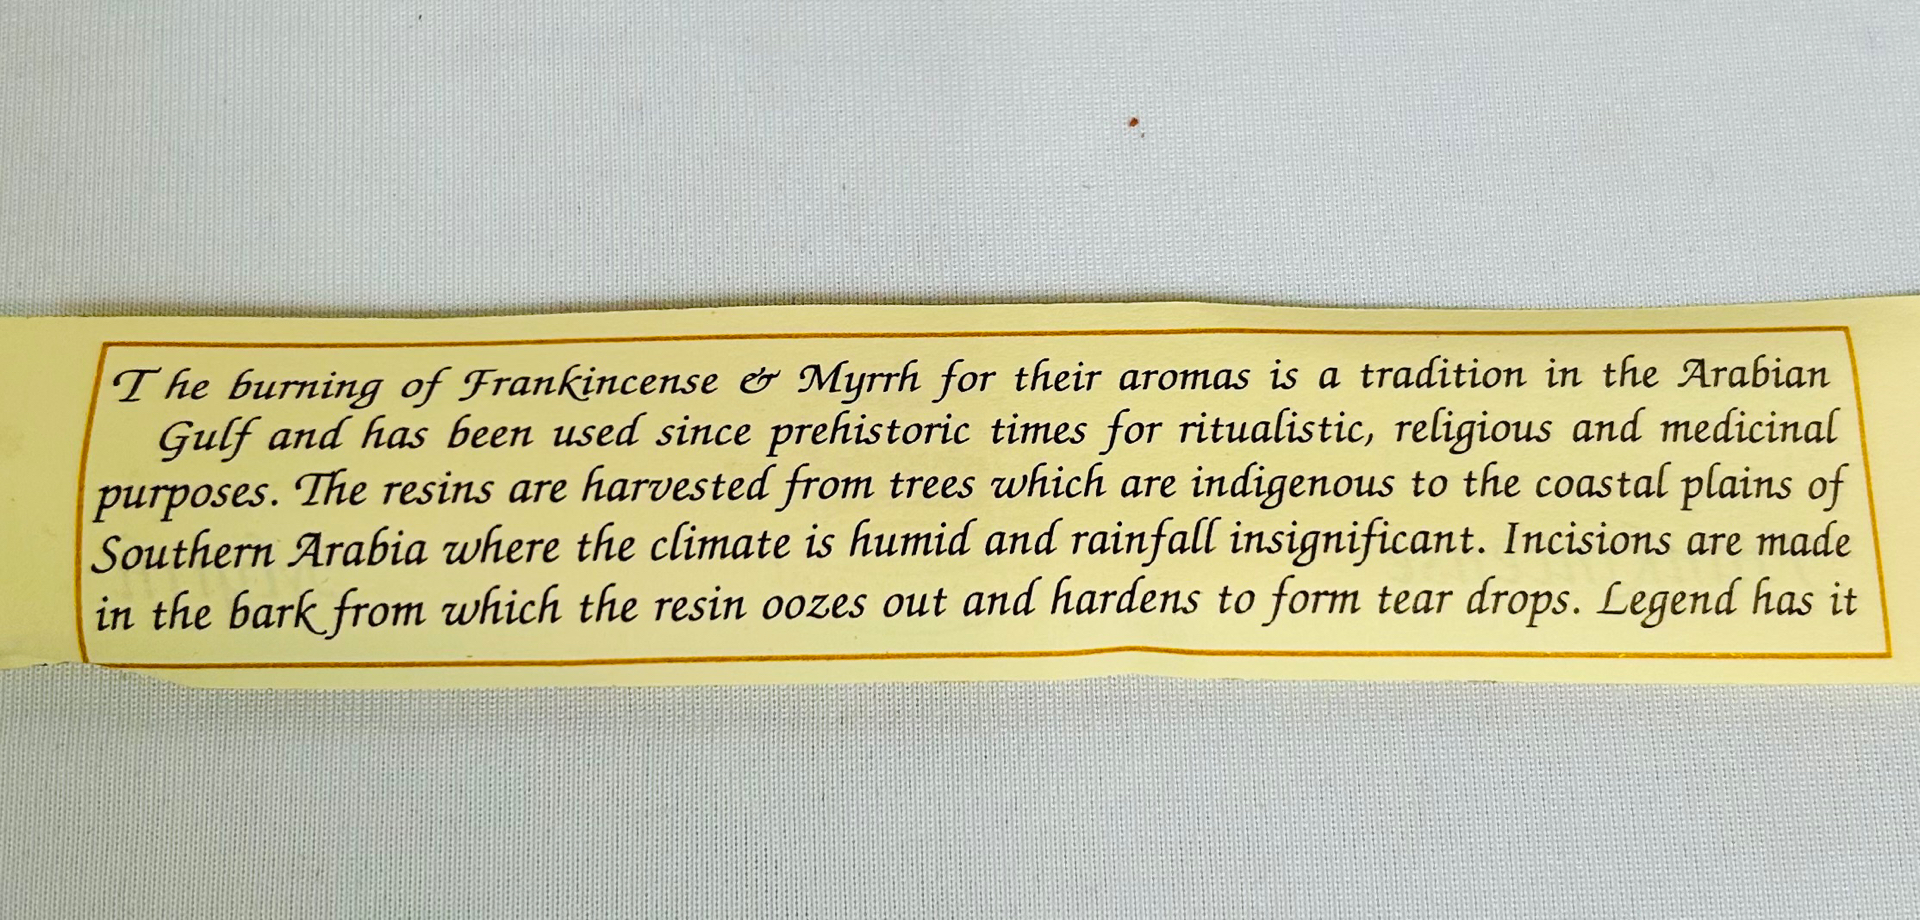 The burning of Frankincense & Myrrh for their aromas is a tradition in the Arabian
Gulf and has been used since prehistoric times for ritualistic, religious and medicinal
purposes. The resins are harvested from trees which are indigenous to the coastal plains of
Southern Arabia where the climate is humid and rainfall insignificant. Incisions are made
in the bark from which the resin oozes out and hardens to form tear drops. Legend has it